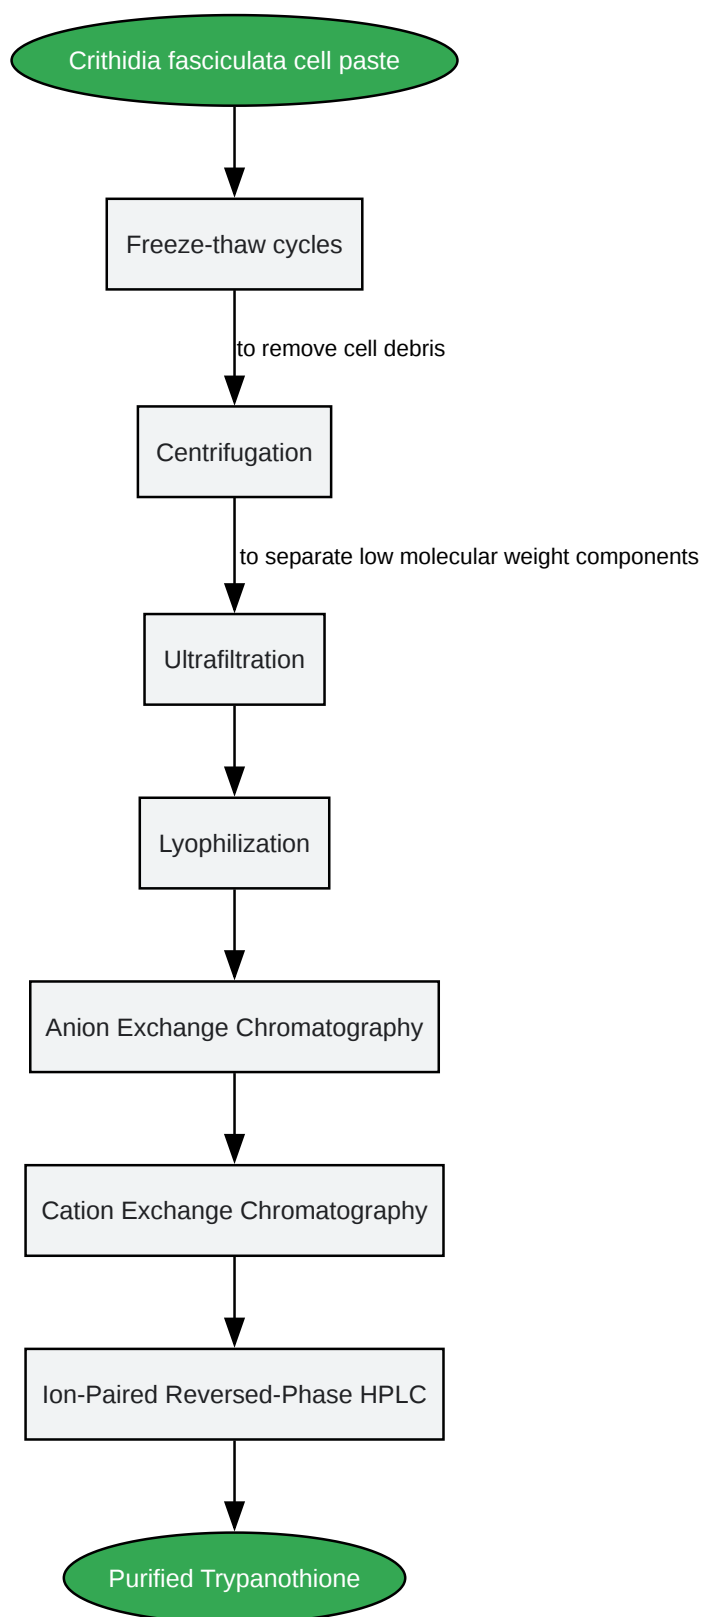 Crithidia fasciculata cell paste
Freeze-thaw cycles
to remove cell debris
Centrifugation
to separate low molecular weight components
Ultrafiltration
Lyophilization
Anion Exchange Chromatography
Cation Exchange Chromatography
Ion-Paired Reversed-Phase HPLC
Purified Trypanothione